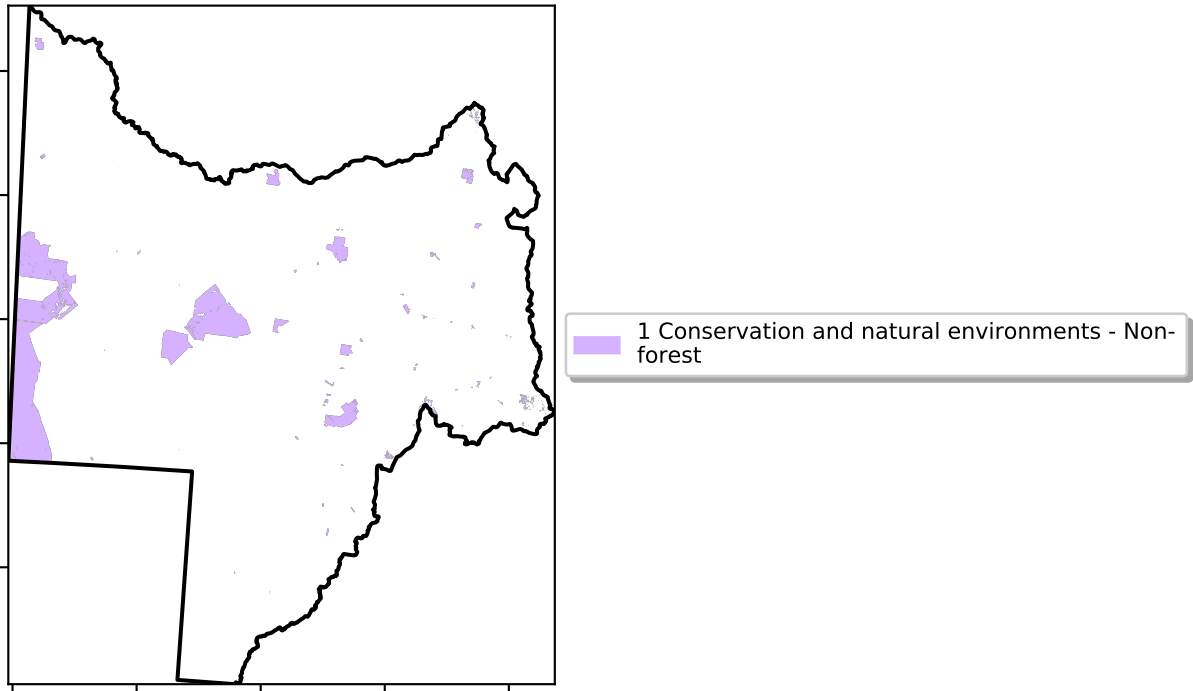 1 Conservation and natural environments - Non-
forest